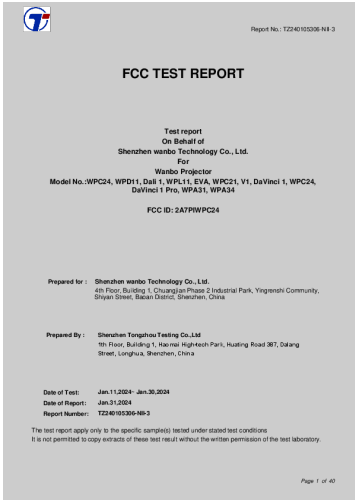 Report No.: TZ240105306-NII-3
FCC TEST REPORT
Test report
On Behalf of
Shenzhen wanbo Technology Co., Ltd.
For
Wanbo Projector
Model No.:WPC24, WPD11, Dali 1, WPL11, EVA, WPC21, V1, DaVinci 1, WPC24,
DaVinci 1 Pro, WPA31, WPA34
FCC ID: 2A7PIWPC24
Prepared for : Shenzhen wanbo Technology Co., Ltd.
4th Floor, Building 1, Chuangjian Phase 2 Industrial Park, Yingrenshi Community,
Shiyan Street, Baoan District, Shenzhen, China
Prepared By : Shenzhen Tongzhou Testing Co.,Ltd
1th Floor, Building 1, Haomai High-tech Park, Huating Road 387, Dalang
Street, Longhua, Shenzhen, China
Date of Test: Jan.11,2024~ Jan.30,2024
Date of Report: Jan.31,2024
Report Number: TZ240105306-NII-3
The test report apply only to the specific sample(s) tested under stated test conditions
It is not permitted to copy extracts of these test result without the written permission of the test laboratory.
Page 1 of 40